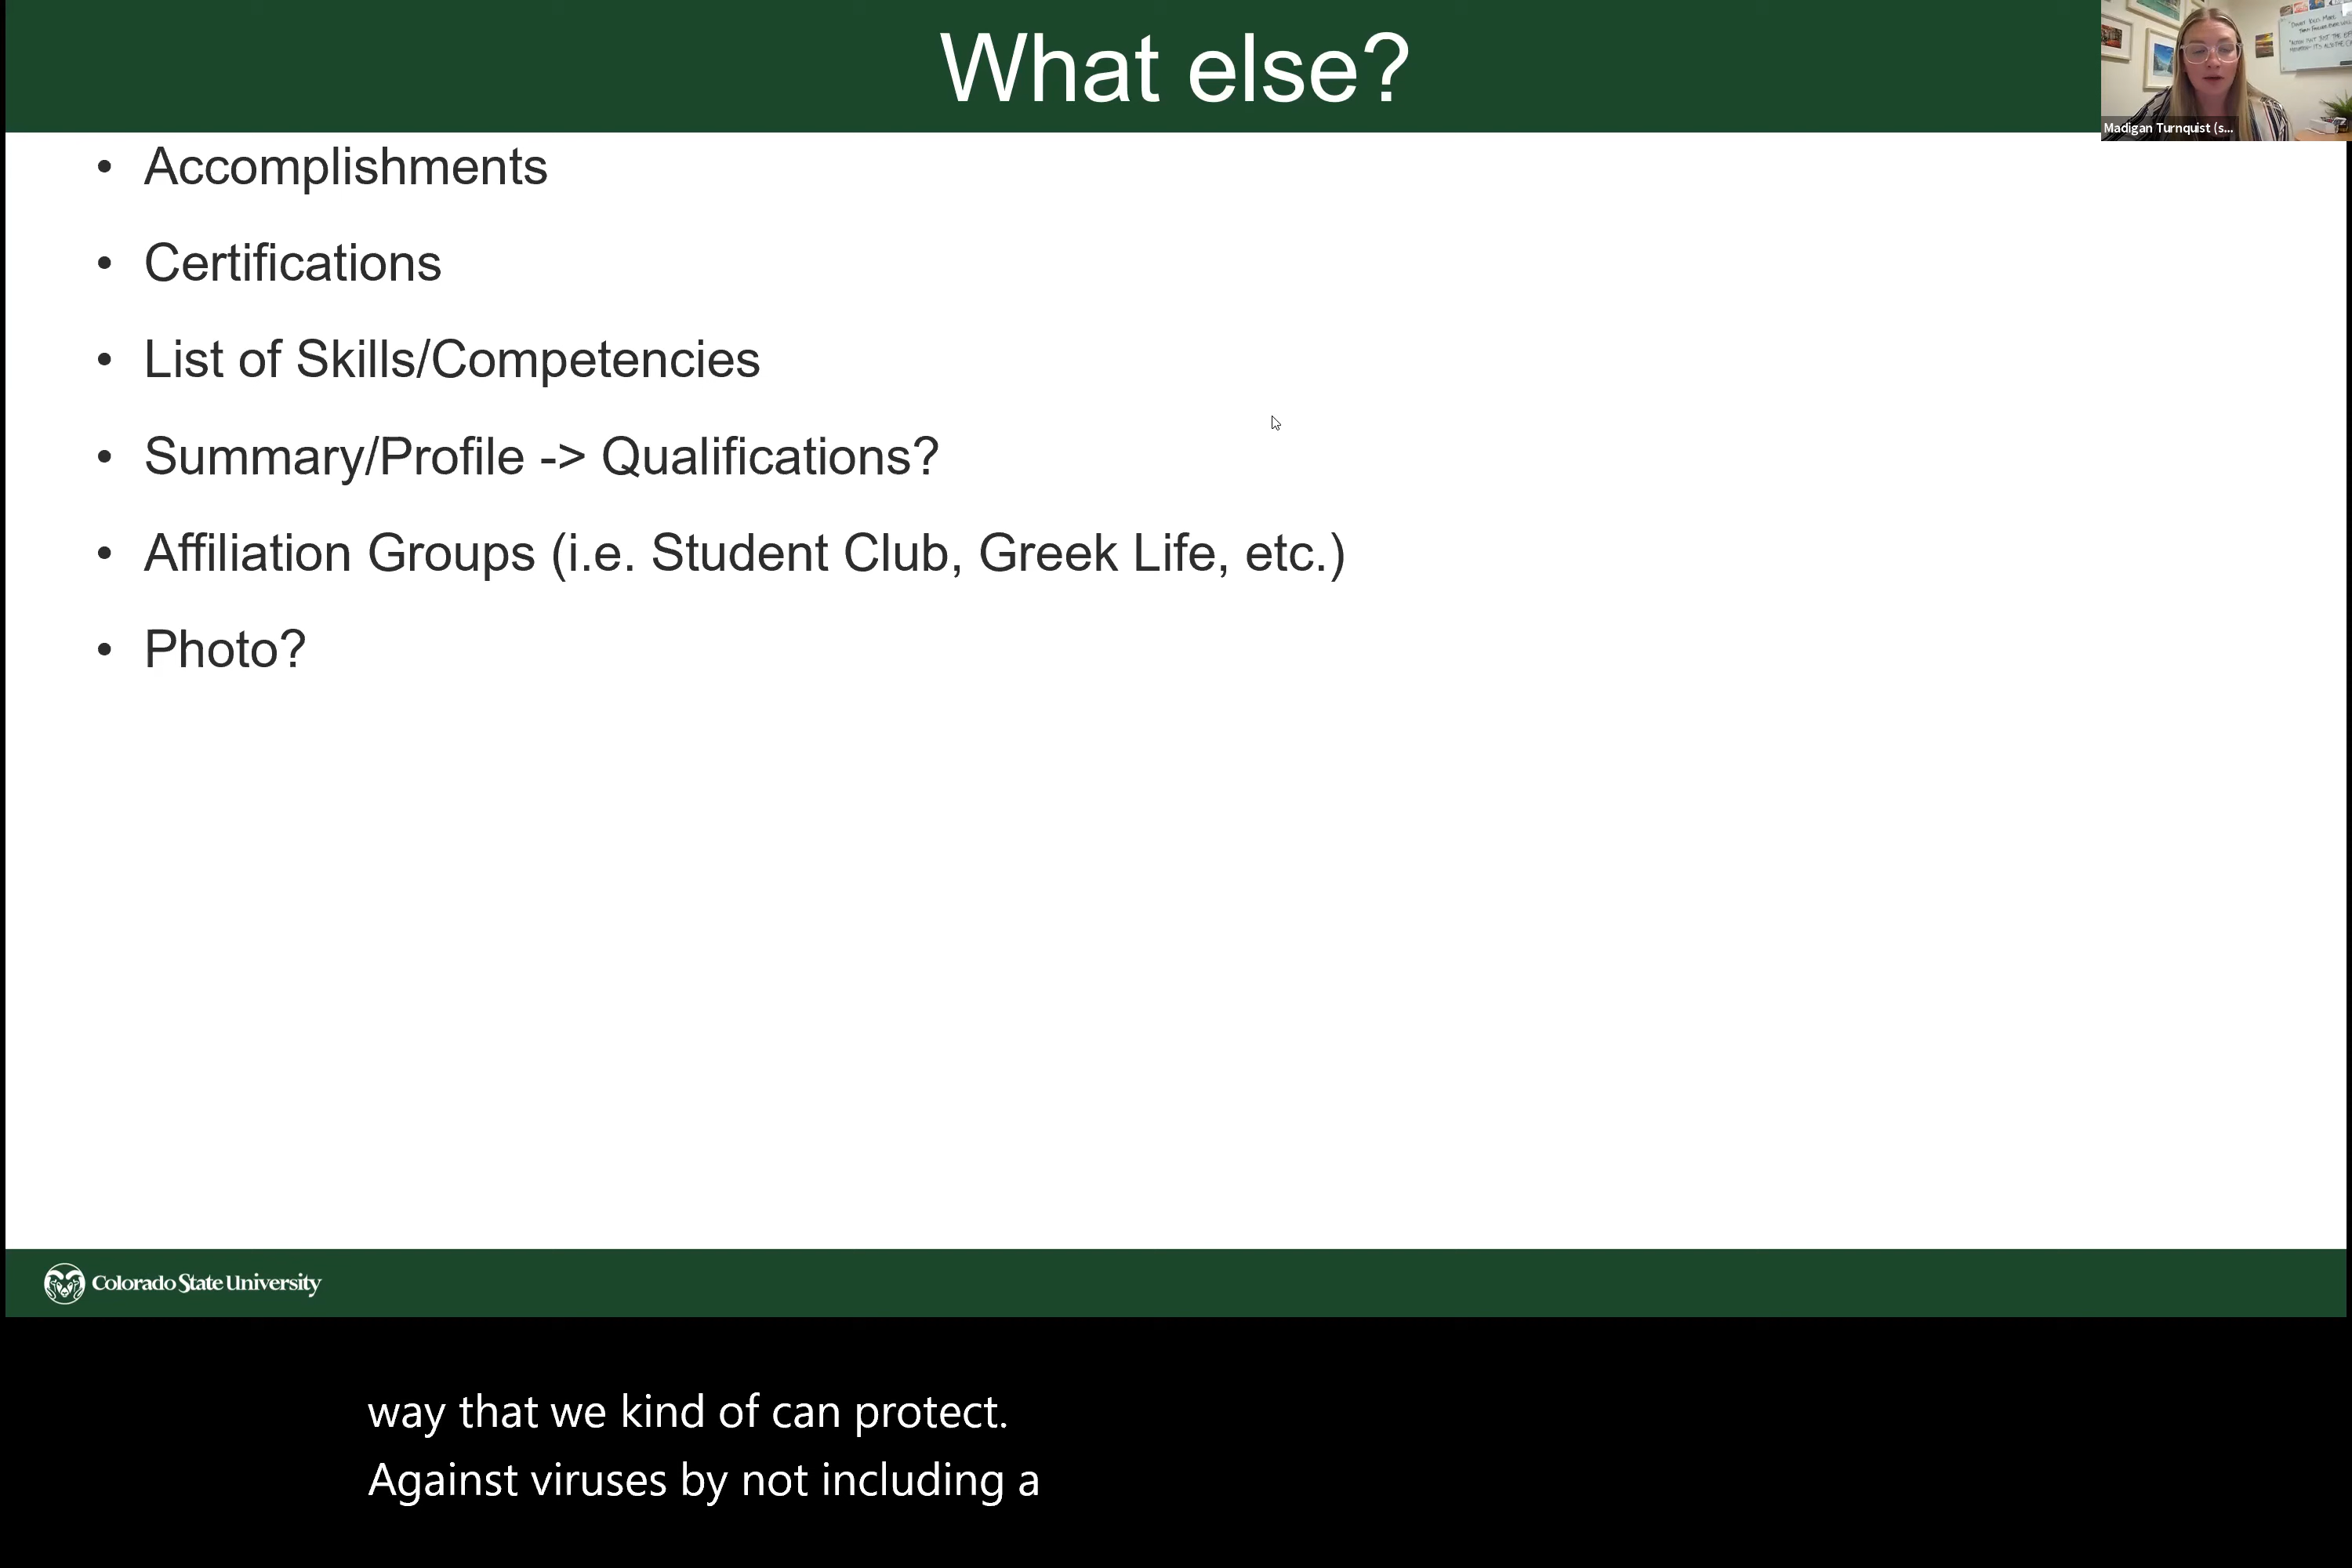 What else?
Madigan Turnquist (s...
• Accomplishments
• Certifications
• List of Skills/Competencies
• Summary/Profile -> Qualifications?
• Affiliation Groups (i.e. Student Club, Greek Life, etc.)
• Photo?
Colorado State University
way that we kind of can protect.
Against viruses by not including a